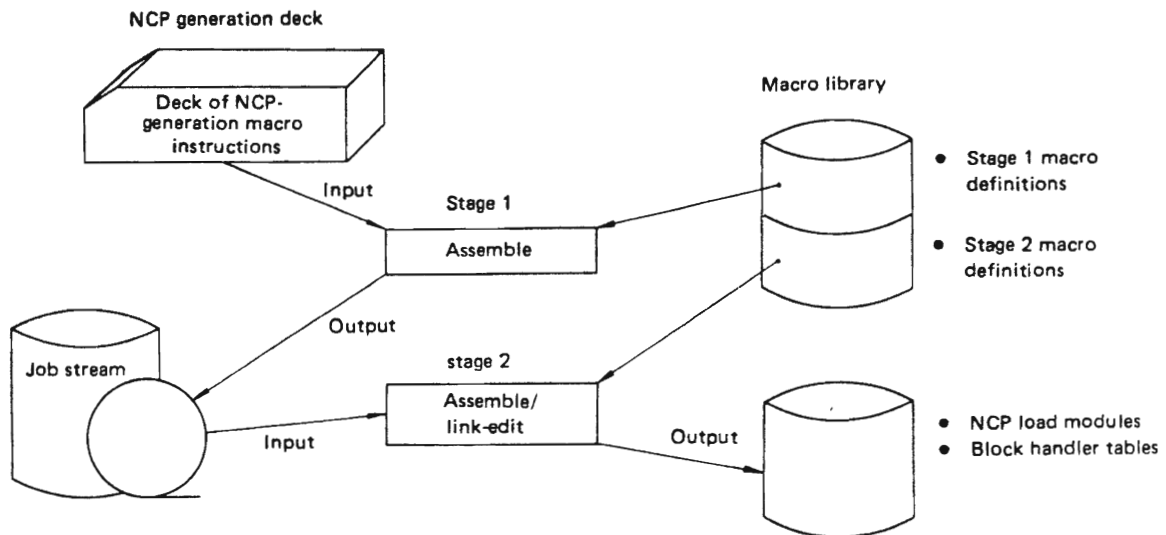 NCP generation deck
Deck of NCP-
generation macro
instructions
Macro library
• Stage 1 macro
definitions
• Stage 2 macro
definitions
Input
Stage 1
Assemble
Output
Job stream
stage 2
Assemble/
link-edit
Input
Output
• NCP load modules
• Block handler tables